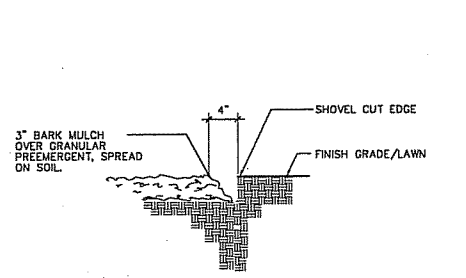 4"
SHOVEL CUT EDGE
3" BARK MULCH
OVER GRANULAR
PREEMERGENT, SPREAD
ON SOIL.
FINISH GRADE/LAWN